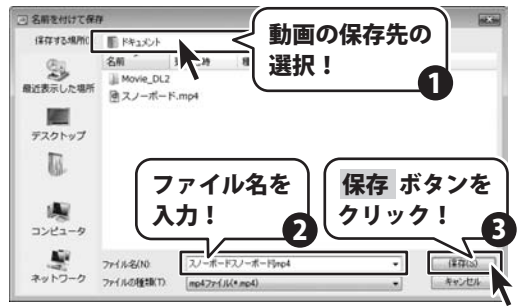 名前を付けて保存
保存する場所(I):
ドキュメント
動画の保存先の
選択！
❶
名前
Movie_DL2
スノーボード.mp4
最近表示した場所
デスクトップ
コンピュータ
ネットワーク
ファイル名を
入力！
❷
保存 ボタンを
クリック！
❸
ファイル名(N):
スノーボードスノーボード.mp4
保存(S)
ファイルの種類(T):
mp4ファイル(*.mp4)
キャンセル